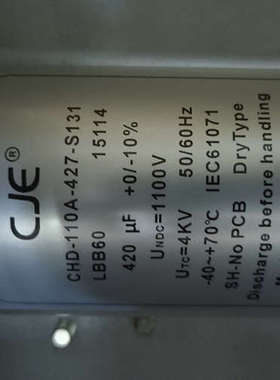 CJE®
CHD-110A-427-S131
LBB60 15114
420 µF +0/-10%
UNDC=1100V
UTC=4KV 50/60Hz
-40~+70℃ IEC61071
SH-No PCB DryType
Discharge before handling